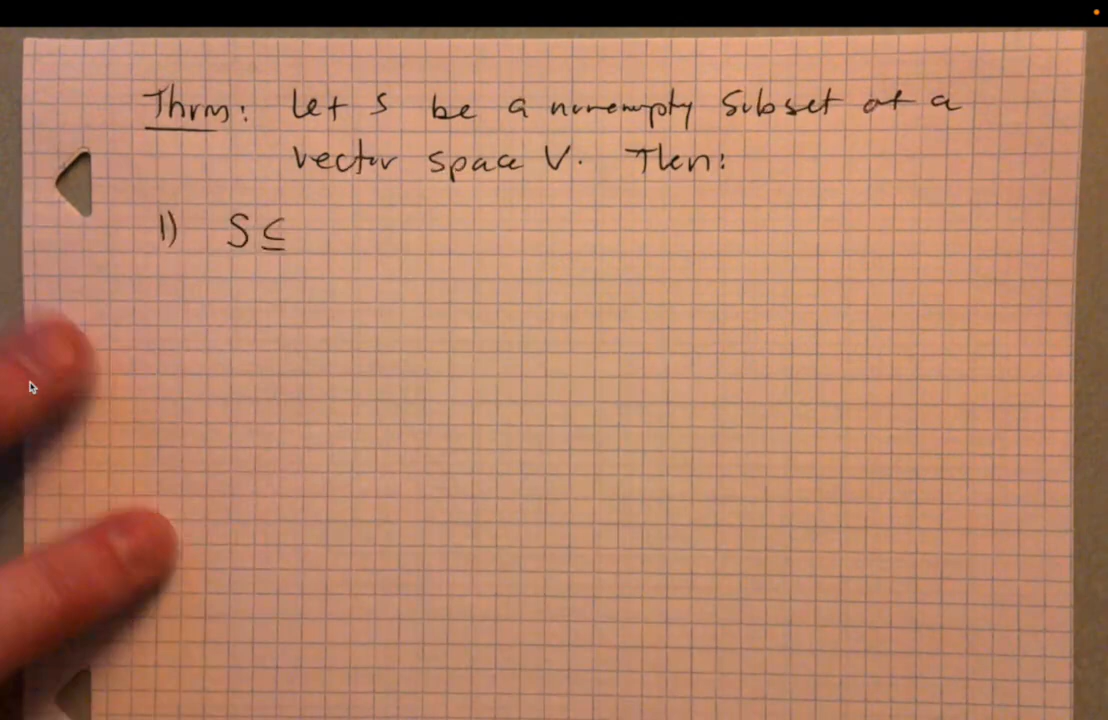 Thrm: Let S be a nonempty subset of a
vector space V. Then:
1) S ⊆